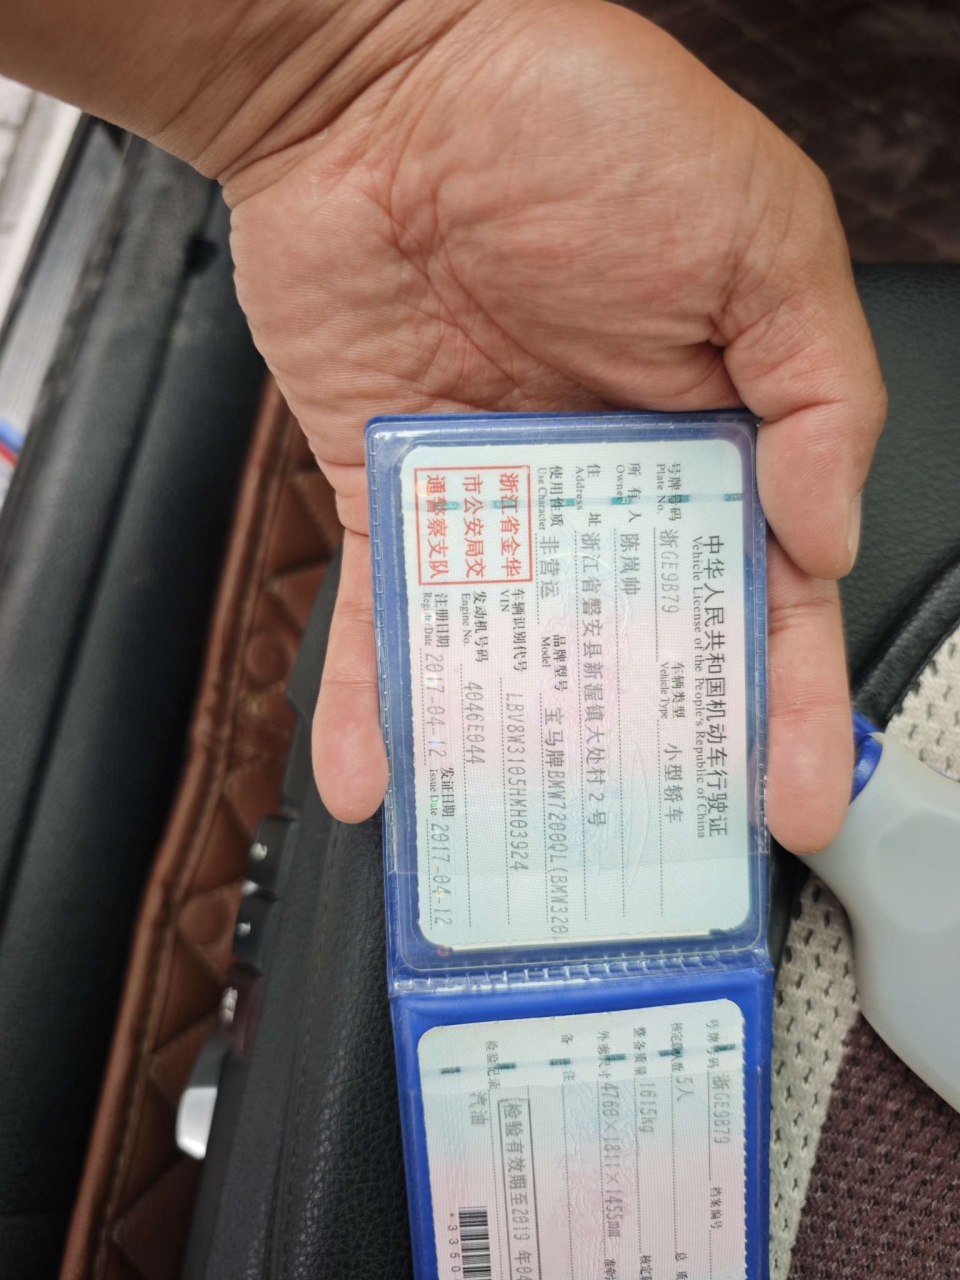 中华人民共和国机动车行驶证
Vehicle License of the People's Republic of China
号牌号码 浙GE9B79 车辆类型 小型轿车
Plate No. Vehicle Type
所有人 陈岚帅
Owner
住址 浙江省磐安县新渥镇大处村2号
Address
使用性质 非营运 品牌型号 宝马牌BMW7200QL(BMW320
Use Character Model
浙江省金华
市公安局交
通警察支队
车辆识别代号 LBV8W3105HMH03924
VIN
发动机号码 4046E044
Engine No.
注册日期 2017-04-12 发证日期 2017-04-12
Register Date Issue Date
号牌号码 浙GE9B79 档案编号
核定载人数 5人 总质
整备质量 1615kg 核定
外廓尺寸 4760×1811×1455mm
备注
检验有效期至2019年04
检验记录 汽油
*3350
SET